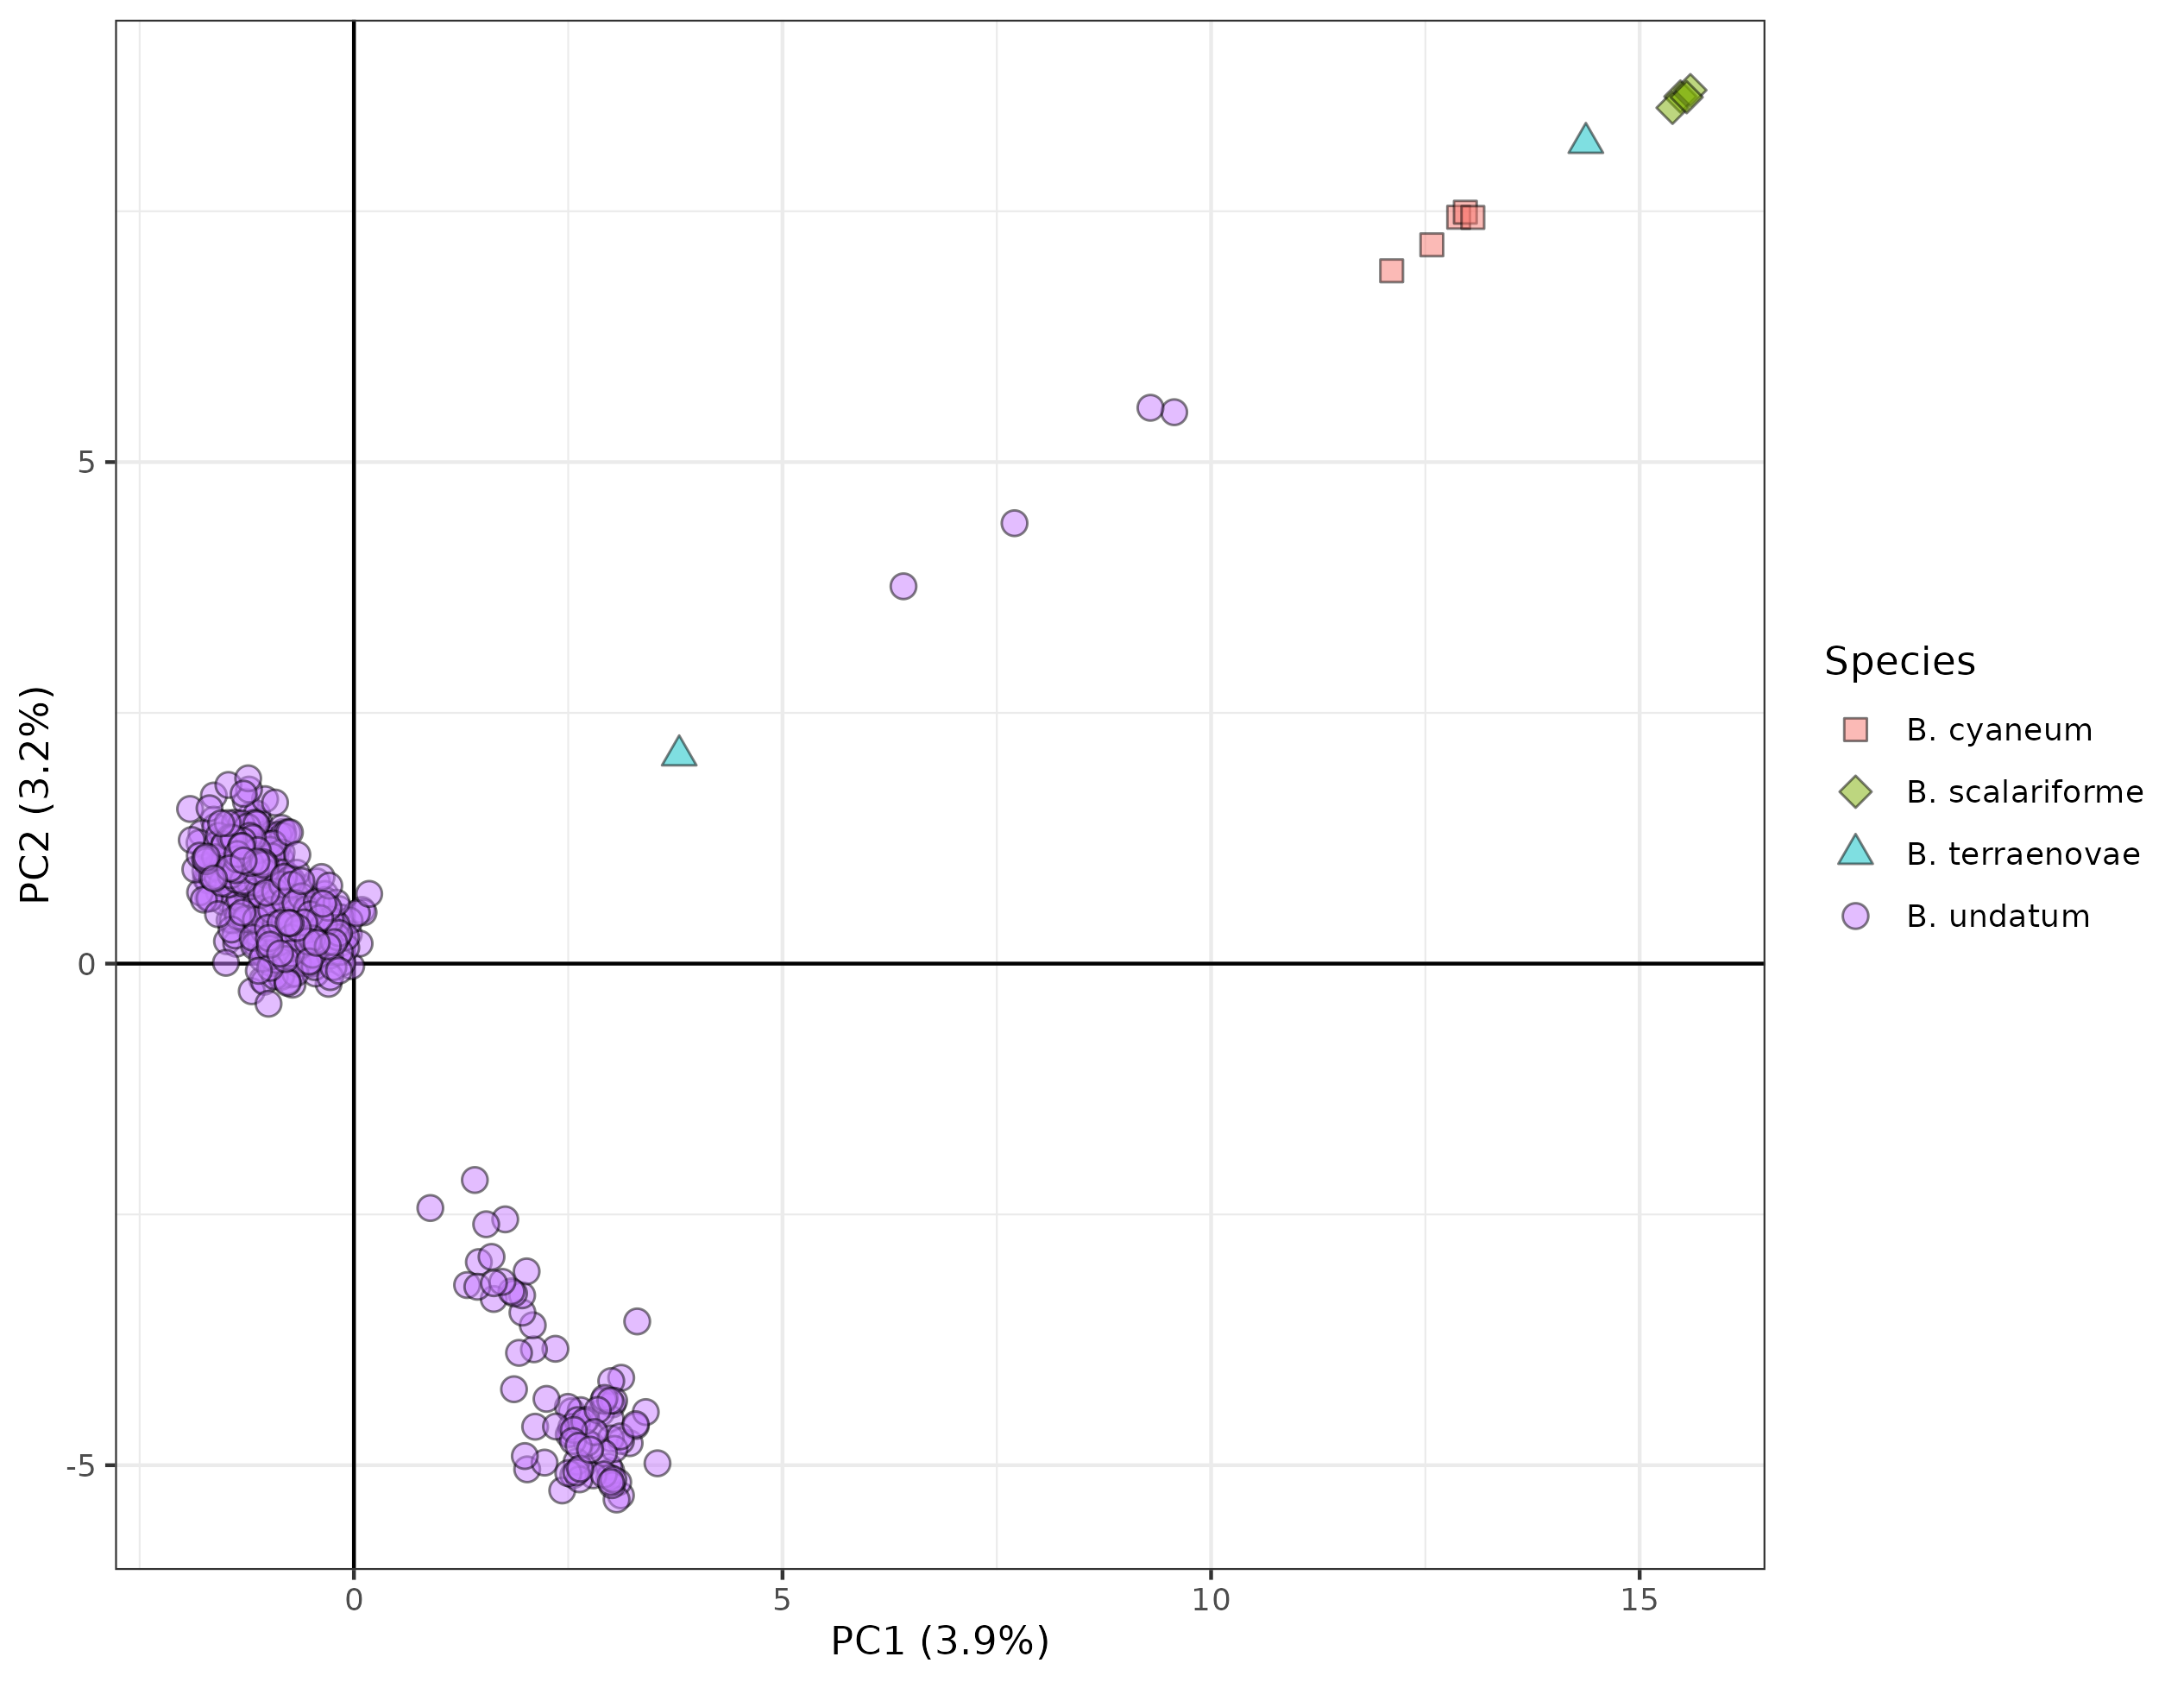 5
0
-5
PC2 (3.2%)
0
5
10
15
PC1 (3.9%)
Species
B. cyaneum
B. scalariforme
B. terraenovae
B. undatum